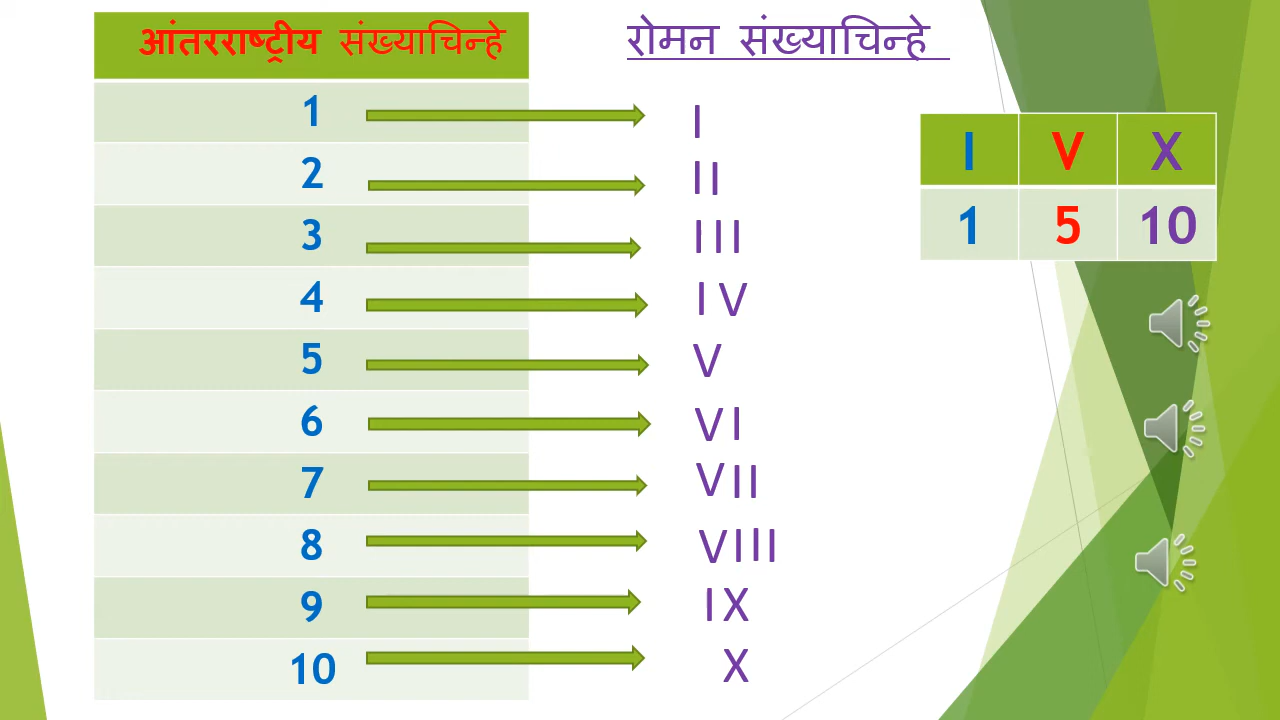 आंतरराष्ट्रीय संख्याचिन्हे
रोमन संख्याचिन्हे
1 I
2 II
3 III
4 IV
5 V
6 VI
7 VII
8 VIII
9 IX
10 X
I V X
1 5 10